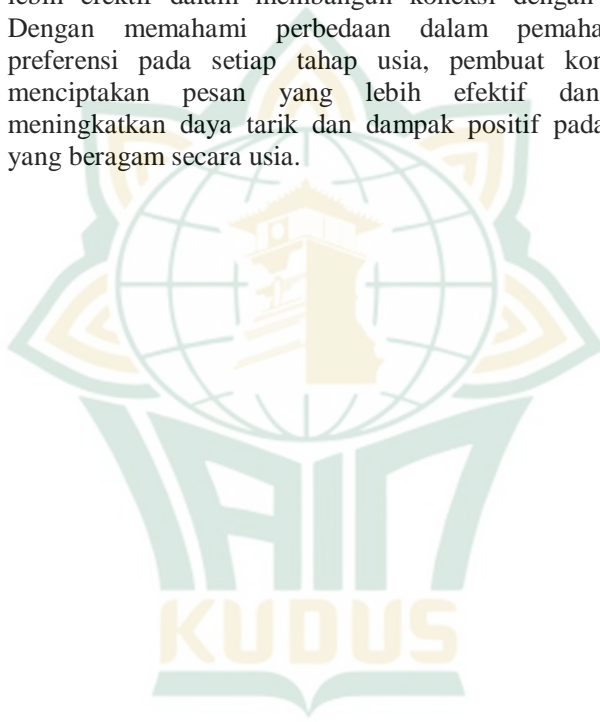 lebih efektif dalam membangun koneksi dengan
Dengan memahami perbedaan dalam pemaha
preferensi pada setiap tahap usia, pembuat kon
menciptakan pesan yang lebih efektif dan
meningkatkan daya tarik dan dampak positif pada
yang beragam secara usia.
IAIN
KUDUS